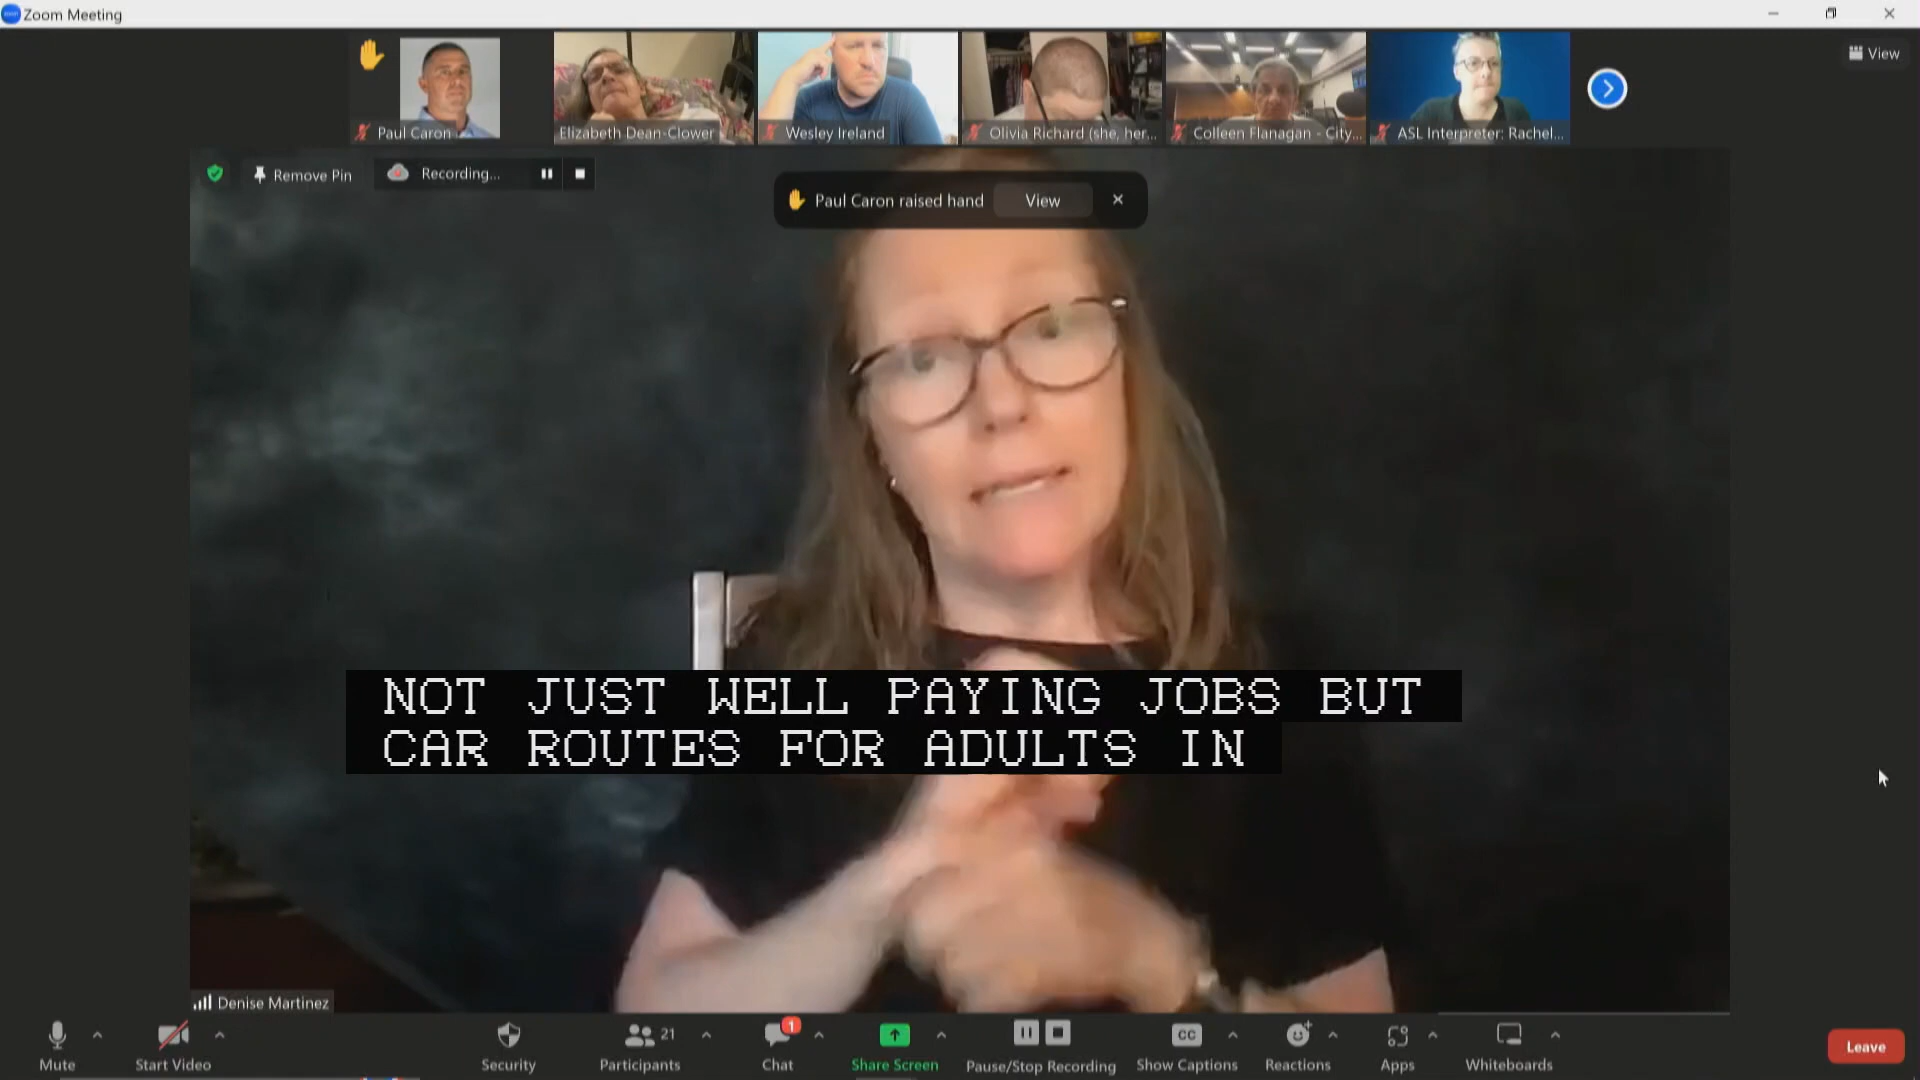 Zoom Meeting
Paul Caron
Elizabeth Dean-Clower
Wesley Ireland
Olivia Richard (she, her...
Colleen Flanagan - City...
ASL Interpreter: Rachel...
View
Remove Pin
Recording...
Paul Caron raised hand
View
NOT JUST WELL PAYING JOBS BUT
CAR ROUTES FOR ADULTS IN
Denise Martinez
Mute
Start Video
Security
21
Participants
1
Chat
Share Screen
Pause/Stop Recording
CC
Show Captions
Reactions
Apps
Whiteboards
Leave